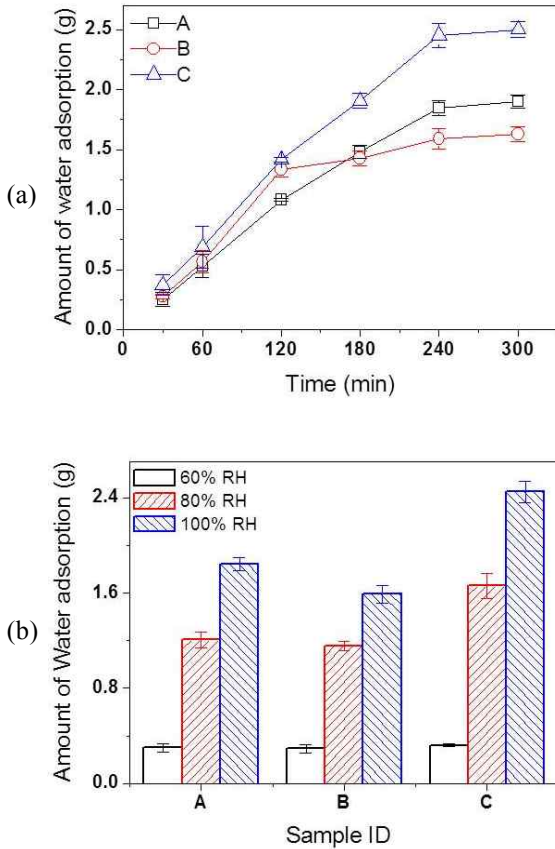 (a)
Amount of water adsorption (g)
2.5
2.0
1.5
1.0
0.5
0.0
A
B
C
0 60 120 180 240 300
Time (min)
(b)
Amount of Water adsorption (g)
2.4
1.6
0.8
0.0
60% RH
80% RH
100% RH
A B C
Sample ID